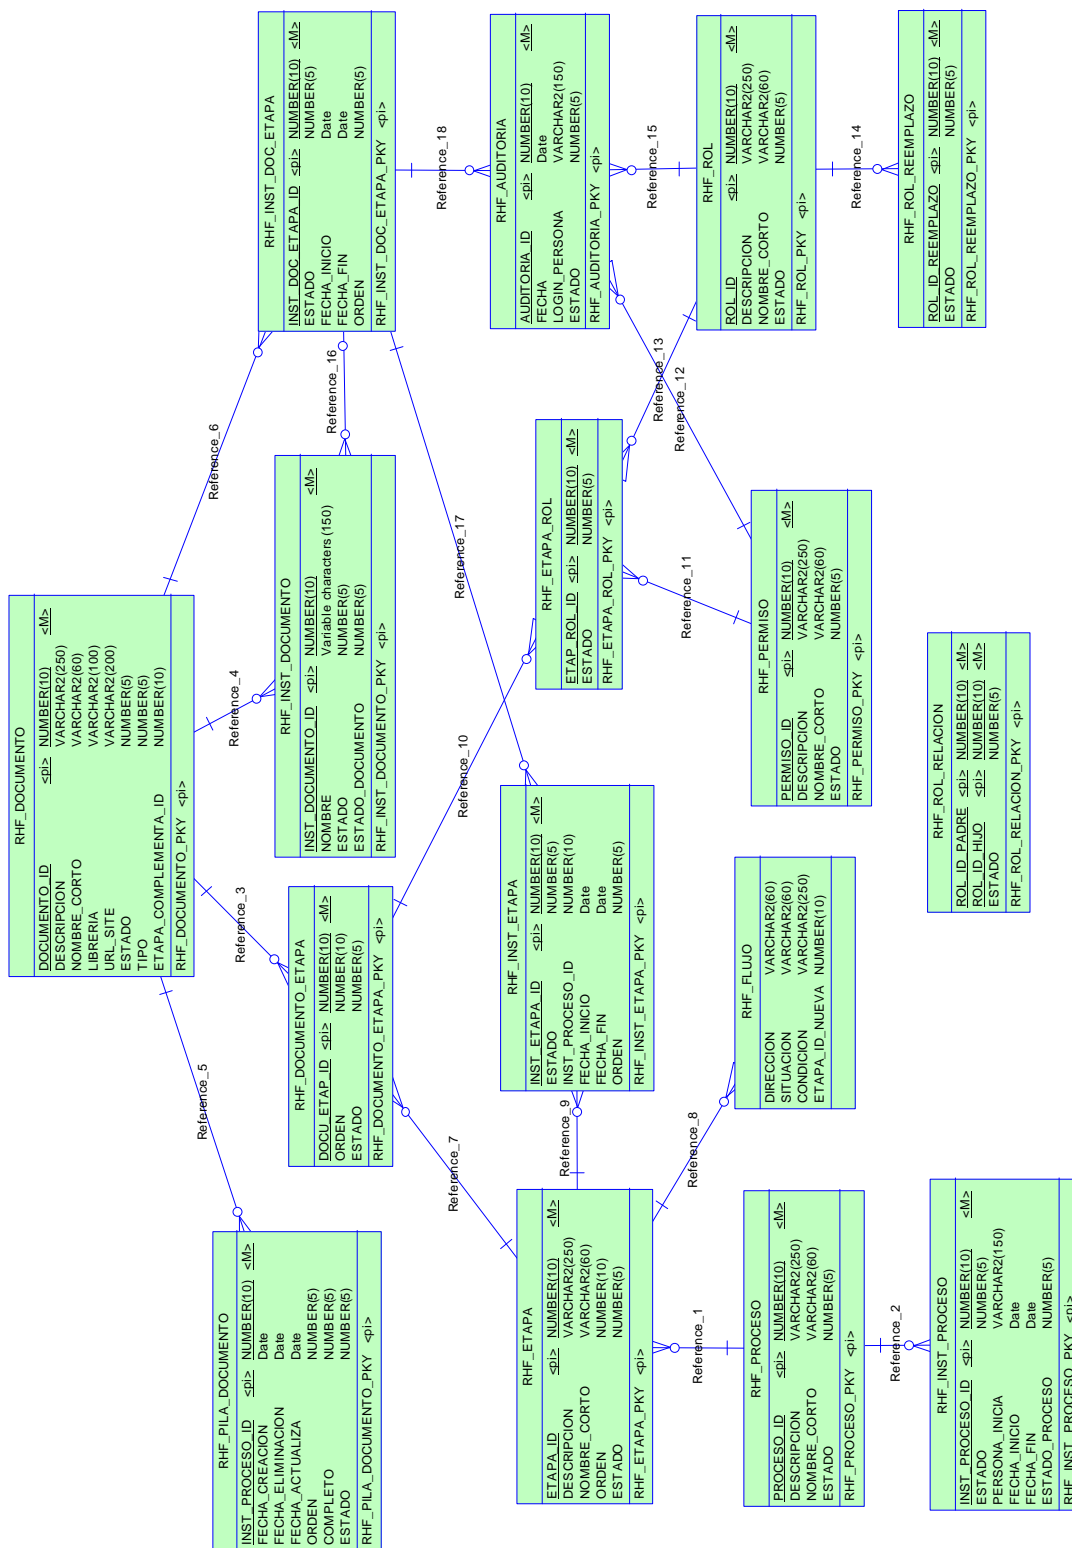 RHF_DOCUMENTO
DOCUMENTO_ID <pi> NUMBER(10) <M>
DESCRIPCION VARCHAR2(250)
NOMBRE_CORTO VARCHAR2(60)
LIBRERIA VARCHAR2(100)
URL_SITE VARCHAR2(200)
ESTADO NUMBER(5)
TIPO NUMBER(5)
ETAPA_COMPLEMENTA_ID NUMBER(10)
RHF_DOCUMENTO_PKY <pi>
RHF_INST_DOC_ETAPA
INST_DOC_ETAPA_ID <pi> NUMBER(10) <M>
ESTADO NUMBER(5)
FECHA_INICIO Date
FECHA_FIN Date
ORDEN NUMBER(5)
RHF_INST_DOC_ETAPA_PKY <pi>
RHF_PILA_DOCUMENTO
INST_PROCESO_ID <pi> NUMBER(10) <M>
FECHA_CREACION Date
FECHA_ELIMINACION Date
FECHA_ACTUALIZA Date
ORDEN NUMBER(5)
COMPLETO NUMBER(5)
ESTADO NUMBER(5)
RHF_PILA_DOCUMENTO_PKY <pi>
RHF_DOCUMENTO_ETAPA
DOCU_ETAP_ID <pi> NUMBER(10) <M>
ORDEN NUMBER(10)
ESTADO NUMBER(5)
RHF_DOCUMENTO_ETAPA_PKY <pi>
RHF_INST_DOCUMENTO
INST_DOCUMENTO_ID <pi> NUMBER(10) <M>
NOMBRE Variable characters (150)
ESTADO NUMBER(5)
ESTADO_DOCUMENTO NUMBER(5)
RHF_INST_DOCUMENTO_PKY <pi>
RHF_AUDITORIA
AUDITORIA_ID <pi> NUMBER(10) <M>
FECHA Date
LOGIN_PERSONA VARCHAR2(150)
ESTADO NUMBER(5)
RHF_AUDITORIA_PKY <pi>
RHF_ETAPA
ETAPA_ID <pi> NUMBER(10) <M>
DESCRIPCION VARCHAR2(250)
NOMBRE_CORTO VARCHAR2(60)
ORDEN NUMBER(10)
ESTADO NUMBER(5)
RHF_ETAPA_PKY <pi>
RHF_INST_ETAPA
INST_ETAPA_ID <pi> NUMBER(10) <M>
ESTADO NUMBER(5)
INST_PROCESO_ID NUMBER(10)
FECHA_INICIO Date
FECHA_FIN Date
ORDEN NUMBER(5)
RHF_INST_ETAPA_PKY <pi>
RHF_ETAPA_ROL
ETAP_ROL_ID <pi> NUMBER(10) <M>
ESTADO NUMBER(5)
RHF_ETAPA_ROL_PKY <pi>
RHF_ROL
ROL_ID <pi> NUMBER(10) <M>
DESCRIPCION VARCHAR2(250)
NOMBRE_CORTO VARCHAR2(60)
ESTADO NUMBER(5)
RHF_ROL_PKY <pi>
RHF_PROCESO
PROCESO_ID <pi> NUMBER(10) <M>
DESCRIPCION VARCHAR2(250)
NOMBRE_CORTO VARCHAR2(60)
ESTADO NUMBER(5)
RHF_PROCESO_PKY <pi>
RHF_FLUJO
DIRECCION VARCHAR2(60)
SITUACION VARCHAR2(60)
CONDICION VARCHAR2(250)
ETAPA_ID_NUEVA NUMBER(10)
RHF_PERMISO
PERMISO_ID <pi> NUMBER(10) <M>
DESCRIPCION VARCHAR2(250)
NOMBRE_CORTO VARCHAR2(60)
ESTADO NUMBER(5)
RHF_PERMISO_PKY <pi>
RHF_ROL_REEMPLAZO
ROL_ID_REEMPLAZO <pi> NUMBER(10) <M>
ESTADO NUMBER(5)
RHF_ROL_REEMPLAZO_PKY <pi>
RHF_INST_PROCESO
INST_PROCESO_ID <pi> NUMBER(10) <M>
ESTADO NUMBER(5)
PERSONA_INICIA VARCHAR2(150)
FECHA_INICIO Date
FECHA_FIN Date
ESTADO_PROCESO NUMBER(5)
RHF_INST_PROCESO_PKY <pi>
RHF_ROL_RELACION
ROL_ID_PADRE <pi> NUMBER(10) <M>
ROL_ID_HIJO <pi> NUMBER(10) <M>
ESTADO NUMBER(5)
RHF_ROL_RELACION_PKY <pi>
Reference_5
Reference_3
Reference_4
Reference_6
Reference_16
Reference_18
Reference_7
Reference_10
Reference_17
Reference_9
Reference_8
Reference_11
Reference_12
Reference_13
Reference_15
Reference_14
Reference_1
Reference_2